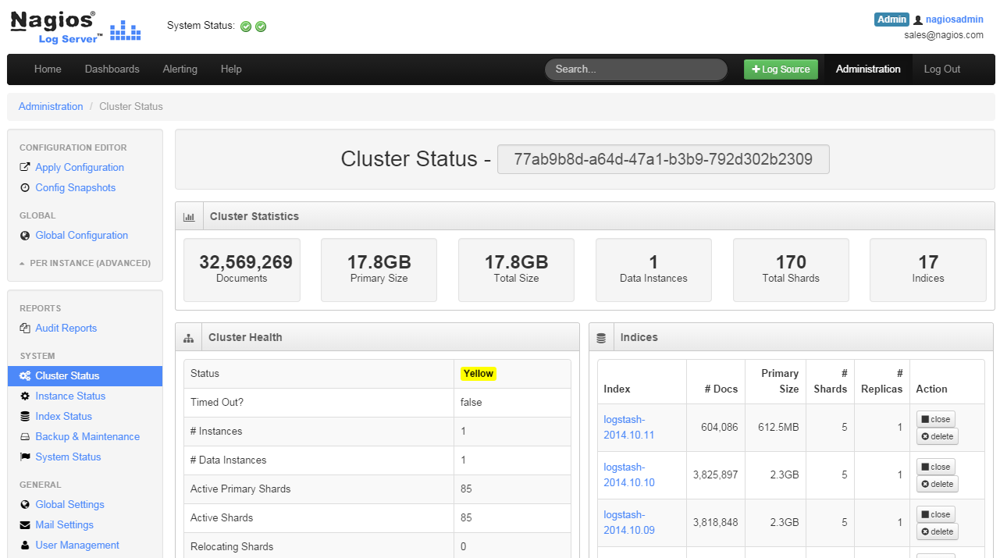 Nagios®
Log Server™
System Status:
Admin nagiosadmin
sales@nagios.com
Home Dashboards Alerting Help Search... + Log Source Administration Log Out
Administration / Cluster Status
CONFIGURATION EDITOR
Apply Configuration
Config Snapshots
GLOBAL
Global Configuration
PER INSTANCE (ADVANCED)
REPORTS
Audit Reports
SYSTEM
Cluster Status
Instance Status
Index Status
Backup & Maintenance
System Status
GENERAL
Global Settings
Mail Settings
User Management
Cluster Status - 77ab9b8d-a64d-47a1-b3b9-792d302b2309
Cluster Statistics
32,569,269 17.8GB 17.8GB 1 170 17
Documents Primary Size Total Size Data Instances Total Shards Indices
Cluster Health
Status Yellow
Timed Out? false
# Instances 1
# Data Instances 1
Active Primary Shards 85
Active Shards 85
Relocating Shards 0
Indices
Index # Docs Primary Size # Shards # Replicas Action
logstash-2014.10.11 604,086 612.5MB 5 1 close delete
logstash-2014.10.10 3,825,897 2.3GB 5 1 close delete
logstash-2014.10.09 3,818,848 2.3GB 5 1 close delete